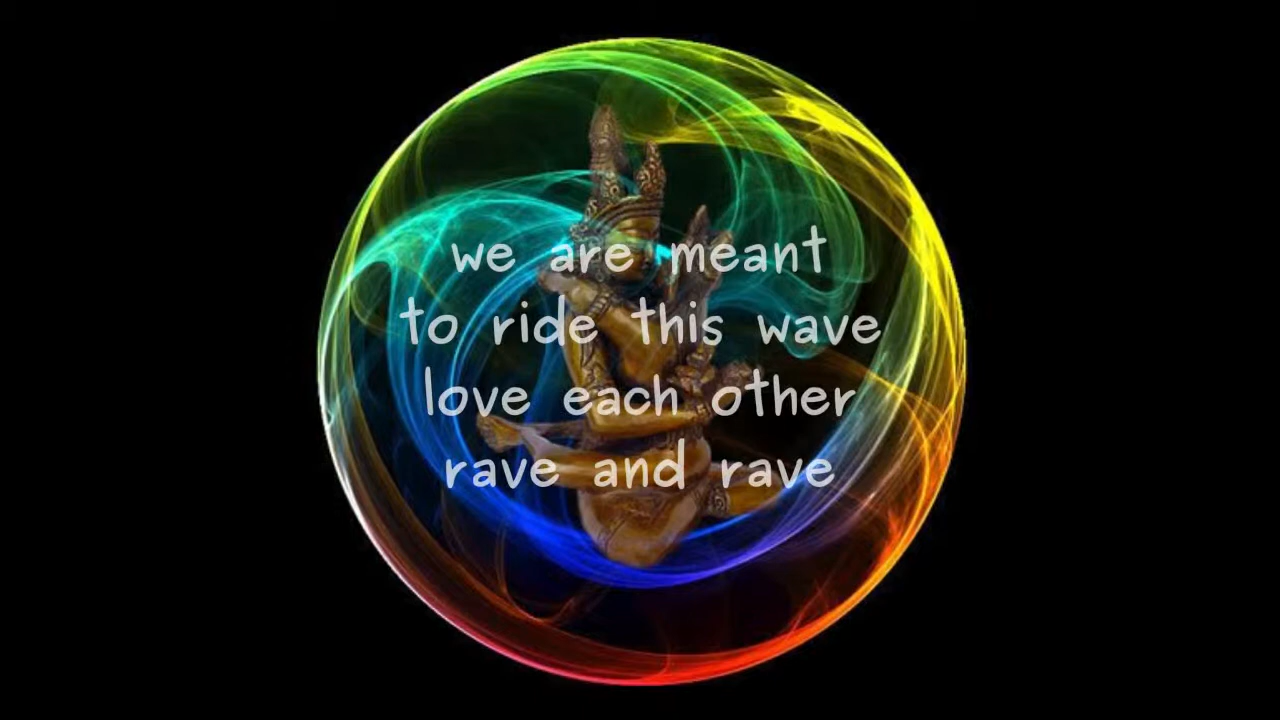 we are meant
to ride this wave
love each other
rave and rave